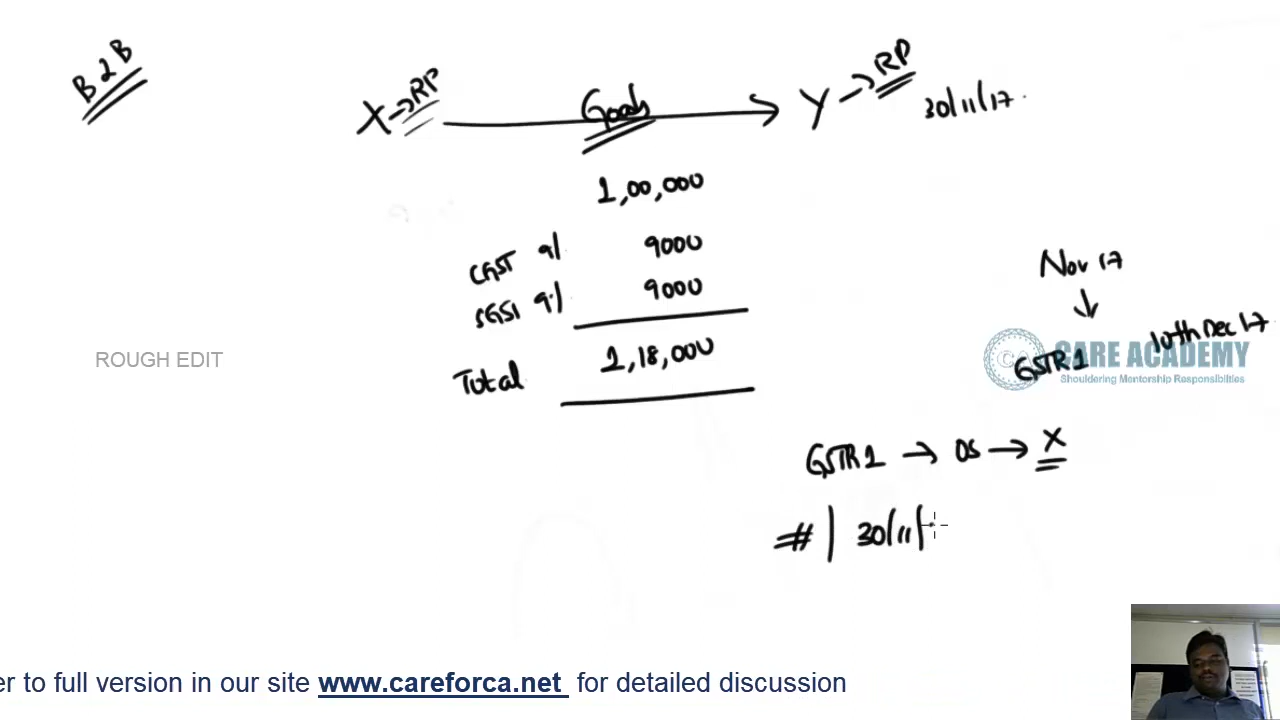 B2B
X → RP Goods Y → RP 30/11/17.
1,00,000
CGST 9% 9000
SGST 9% 9000
Total 1,18,000
Nov 17
↓
GSTR1 10th Dec 17
CARE ACADEMY
Shouldering Mentorship Responsibilties
ROUGH EDIT
GSTR1 → OS → X
# | 30/11/
er to full version in our site www.careforca.net for detailed discussion